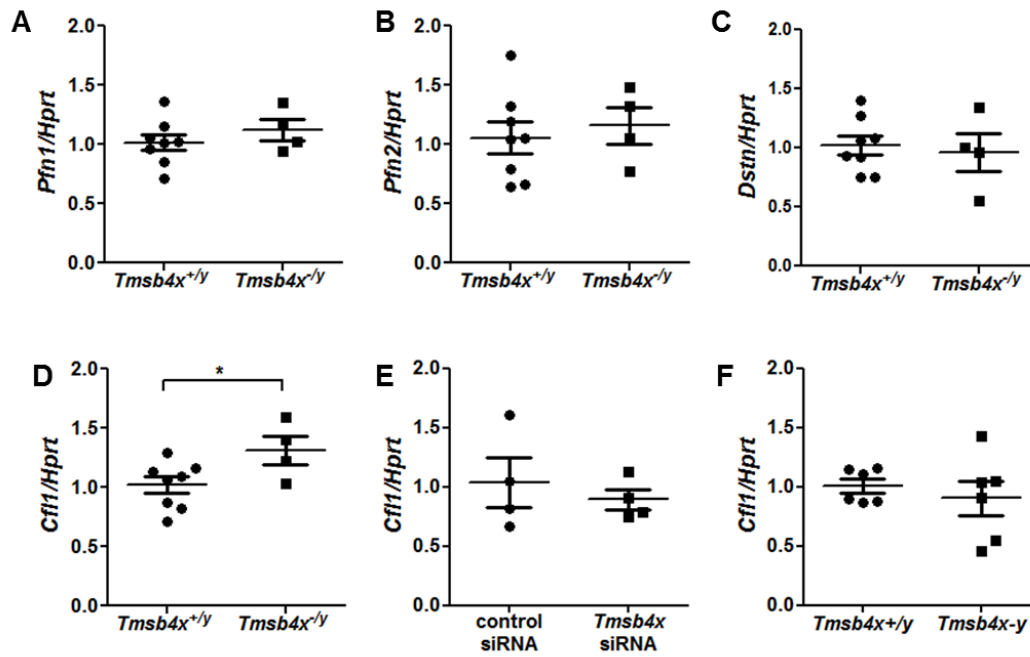 A
Pfn1/Hprt
2.0
1.5
1.0
0.5
0.0
Tmsb4x+/y Tmsb4x-/y
B
Pfn2/Hprt
2.0
1.5
1.0
0.5
0.0
Tmsb4x+/y Tmsb4x-/y
C
Dstn/Hprt
2.0
1.5
1.0
0.5
0.0
Tmsb4x+/y Tmsb4x-/y
D
Cfl1/Hprt
2.0
1.5
1.0
0.5
0.0
*
Tmsb4x+/y Tmsb4x-/y
E
Cfl1/Hprt
2.0
1.5
1.0
0.5
0.0
control Tmsb4x
siRNA siRNA
F
Cfl1/Hprt
2.0
1.5
1.0
0.5
0.0
Tmsb4x+/y Tmsb4x-y